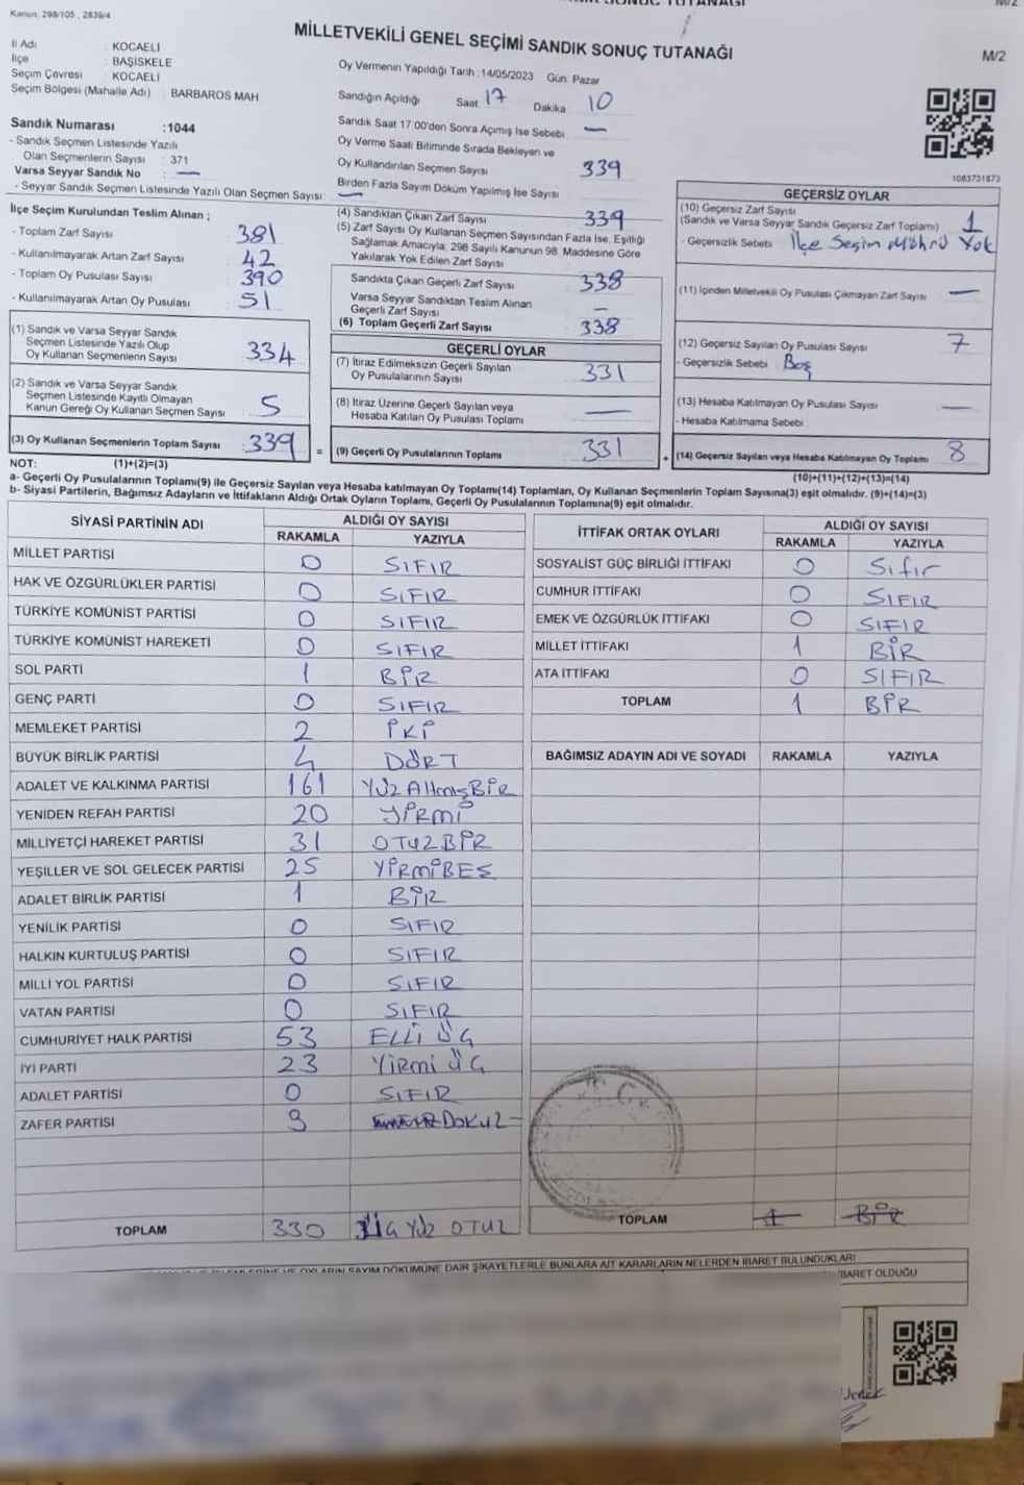 Kanun: 298/105 , 2839/4
M/2
MİLLETVEKİLİ GENEL SEÇİMİ SANDIK SONUÇ TUTANAĞI
M/2
İl Adı : KOCAELİ
İlçe : BAŞİSKELE
Seçim Çevresi : KOCAELİ
Seçim Bölgesi (Mahalle Adı) : BARBAROS MAH
Oy Vermenin Yapıldığı Tarih :14/05/2023 Gün: Pazar
Sandığın Açıldığı Saat 17 Dakika 10
Sandık Saat 17:00'den Sonra Açılmış İse Sebebi —
Oy Verme Saati Bitiminde Sırada Bekleyen ve
Oy Kullandırılan Seçmen Sayısı 339
Birden Fazla Sayım Döküm Yapılmış İse Sayısı —
Sandık Numarası :1044
- Sandık Seçmen Listesinde Yazılı
Olan Seçmenlerin Sayısı : 371
Varsa Seyyar Sandık No : —
- Seyyar Sandık Seçmen Listesinde Yazılı Olan Seçmen Sayısı :
1083731873
İlçe Seçim Kurulundan Teslim Alınan ;
- Toplam Zarf Sayısı 381
- Kullanılmayarak Artan Zarf Sayısı 42
- Toplam Oy Pusulası Sayısı 390
- Kullanılmayarak Artan Oy Pusulası 51
(1) Sandık ve Varsa Seyyar Sandık
Seçmen Listesinde Yazılı Olup
Oy Kullanan Seçmenlerin Sayısı 334
(2) Sandık ve Varsa Seyyar Sandık
Seçmen Listesinde Kayıtlı Olmayan
Kanun Gereği Oy Kullanan Seçmen Sayısı 5
(3) Oy Kullanan Seçmenlerin Toplam Sayısı 339
(4) Sandıktan Çıkan Zarf Sayısı 339
(5) Zarf Sayısı Oy Kullanan Seçmen Sayısından Fazla İse, Eşitliği
Sağlamak Amacıyla; 298 Sayılı Kanunun 98. Maddesine Göre
Yakılarak Yok Edilen Zarf Sayısı
Sandıkta Çıkan Geçerli Zarf Sayısı 338
Varsa Seyyar Sandıktan Teslim Alınan
Geçerli Zarf Sayısı —
(6) Toplam Geçerli Zarf Sayısı 338
GEÇERLİ OYLAR
(7) İtiraz Edilmeksizin Geçerli Sayılan
Oy Pusulalarının Sayısı 331
(8) İtiraz Üzerine Geçerli Sayılan veya
Hesaba Katılan Oy Pusulası Toplamı —
= (9) Geçerli Oy Pusulalarının Toplamı 331
GEÇERSİZ OYLAR
(10) Geçersiz Zarf Sayısı
(Sandık ve Varsa Seyyar Sandık Geçersiz Zarf Toplamı) 1
- Geçersizlik Sebebi : İlçe Seçim Mührü Yok
(11) İçinden Milletvekili Oy Pusulası Çıkmayan Zarf Sayısı —
(12) Geçersiz Sayılan Oy Pusulası Sayısı 7
- Geçersizlik Sebebi : Boş
(13) Hesaba Katılmayan Oy Pusulası Sayısı —
- Hesaba Katılmama Sebebi
+ (14) Geçersiz Sayılan veya Hesaba Katılmayan Oy Toplamı 8
NOT: (1)+(2)=(3)
(10)+(11)+(12)+(13)=(14)
a- Geçerli Oy Pusulalarının Toplamı(9) ile Geçersiz Sayılan veya Hesaba katılmayan Oy Toplamı(14) Toplamları, Oy Kullanan Seçmenlerin Toplam Sayısına(3) eşit olmalıdır. (9)+(14)=(3)
b- Siyasi Partilerin, Bağımsız Adayların ve İttifakların Aldığı Ortak Oyların Toplamı, Geçerli Oy Pusulalarının Toplamına(9) eşit olmalıdır.
SİYASİ PARTİNİN ADI ALDIĞI OY SAYISI
RAKAMLA YAZIYLA
MİLLET PARTİSİ 0 SIFIR
HAK VE ÖZGÜRLÜKLER PARTİSİ 0 SIFIR
TÜRKİYE KOMÜNİST PARTİSİ 0 SIFIR
TÜRKİYE KOMÜNİST HAREKETİ 0 SIFIR
SOL PARTİ 1 BİR
GENÇ PARTİ 0 SIFIR
MEMLEKET PARTİSİ 2 İKİ
BÜYÜK BİRLİK PARTİSİ 4 DÖRT
ADALET VE KALKINMA PARTİSİ 161 YÜZ AltmışBİR
YENİDEN REFAH PARTİSİ 20 YİRMİ
MİLLİYETÇİ HAREKET PARTİSİ 31 OTUZBİR
YEŞİLLER VE SOL GELECEK PARTİSİ 25 YİRMİBEŞ
ADALET BİRLİK PARTİSİ 1 BİR
YENİLİK PARTİSİ 0 SIFIR
HALKIN KURTULUŞ PARTİSİ 0 SIFIR
MİLLİ YOL PARTİSİ 0 SIFIR
VATAN PARTİSİ 0 SIFIR
CUMHURİYET HALK PARTİSİ 53 ELLİ ÜÇ
İYİ PARTİ 23 YİRMİ ÜÇ
ADALET PARTİSİ 0 SIFIR
ZAFER PARTİSİ 9 DOKUZ
TOPLAM 330 ÜÇ YÜZ OTUZ
İTTİFAK ORTAK OYLARI ALDIĞI OY SAYISI
RAKAMLA YAZIYLA
SOSYALİST GÜÇ BİRLİĞİ İTTİFAKI 0 Sıfır
CUMHUR İTTİFAKI 0 SIFIR
EMEK VE ÖZGÜRLÜK İTTİFAKI 0 SIFIR
MİLLET İTTİFAKI 1 BİR
ATA İTTİFAKI 0 SIFIR
TOPLAM 1 BİR
BAĞIMSIZ ADAYIN ADI VE SOYADI RAKAMLA YAZIYLA
T.C.
TOPLAM 1 BİR
OYLARIN SAYIM DÖKÜMÜNE DAİR ŞİKAYETLERLE BUNLARA AİT KARARLARIN NELERDEN İBARET BULUNDUKLARI
İBARET OLDUĞU